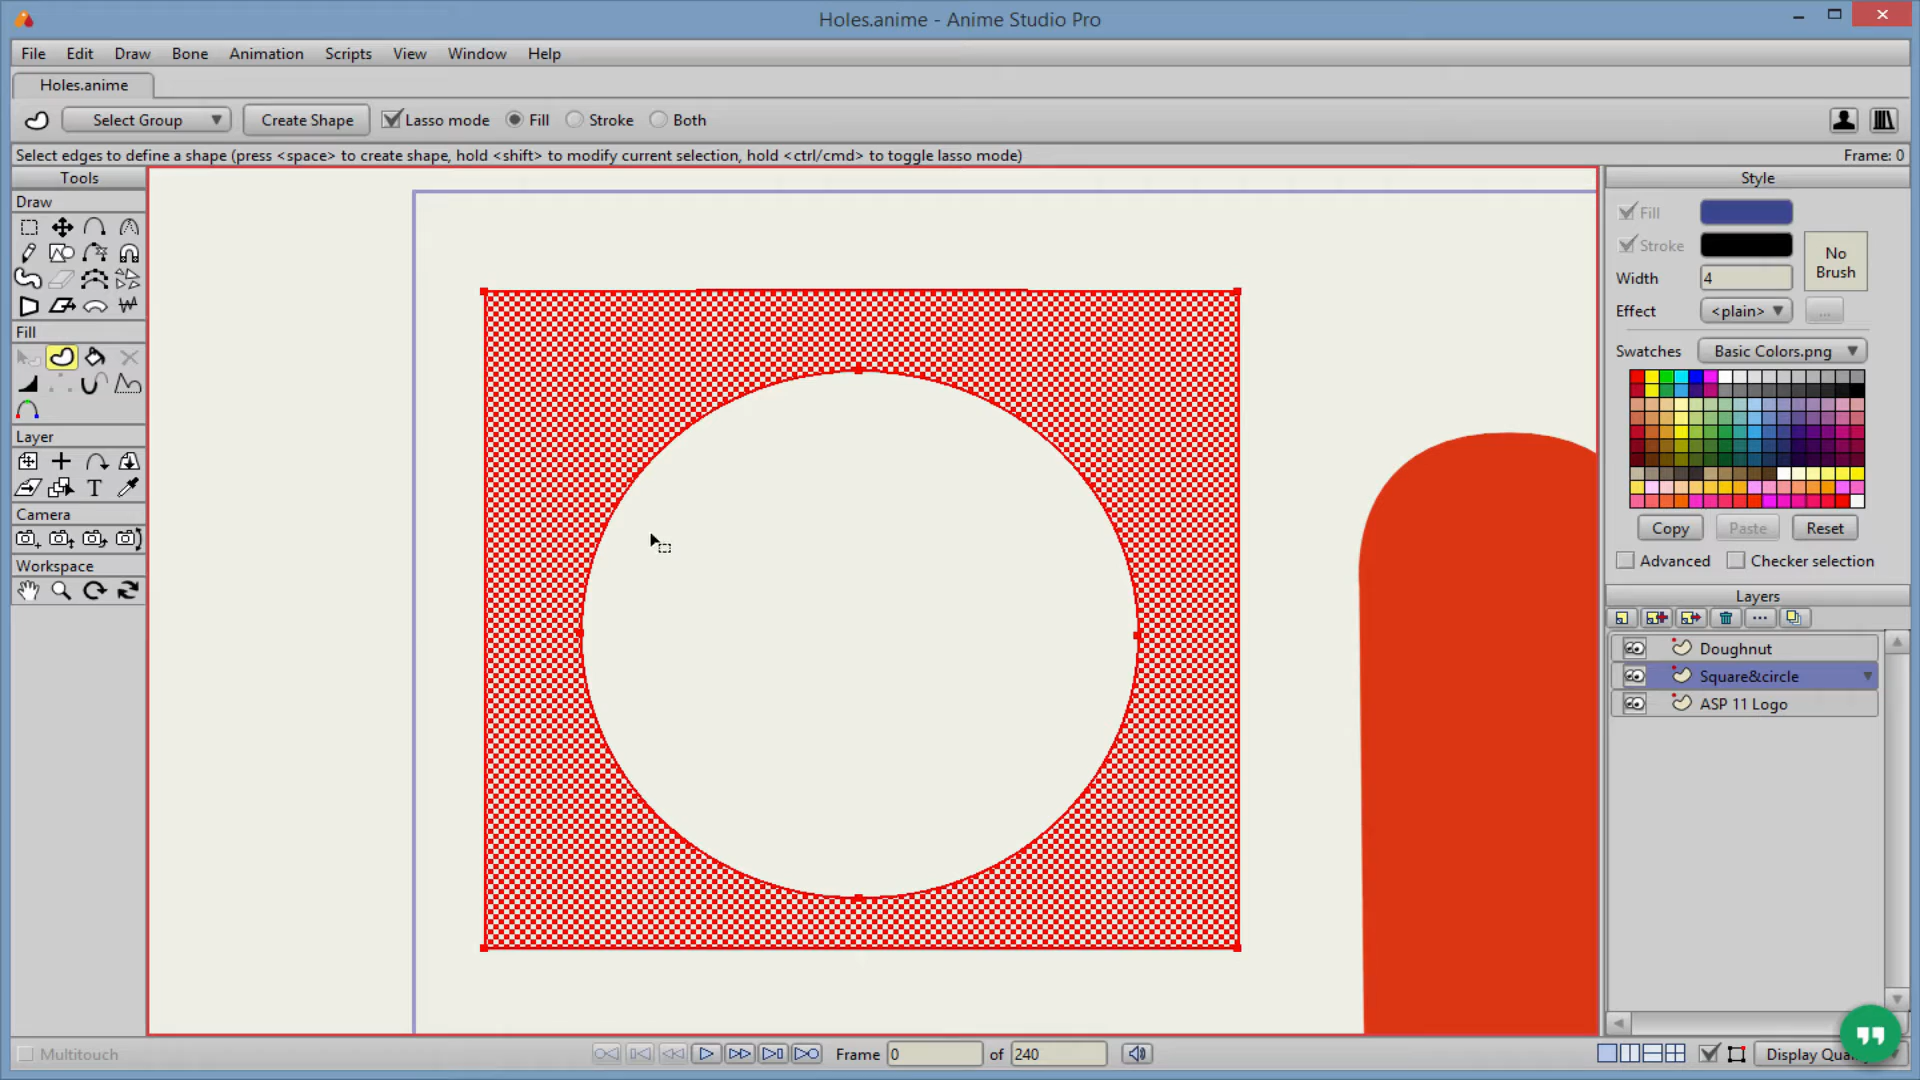 Holes.anime - Anime Studio Pro
File Edit Draw Bone Animation Scripts View Window Help
Holes.anime
Select Group Create Shape Lasso mode Fill Stroke Both
Select edges to define a shape (press <space> to create shape, hold <shift> to modify current selection, hold <ctrl/cmd> to toggle lasso mode) Frame: 0
Tools
Draw
Fill
Layer
T
Camera
Workspace
Style
Fill
Stroke
No
Brush
Width 4
Effect <plain> ...
Swatches Basic Colors.png
Copy Paste Reset
Advanced Checker selection
Layers
Doughnut
Square&circle
ASP 11 Logo
Multitouch
Frame 0 of 240
Display